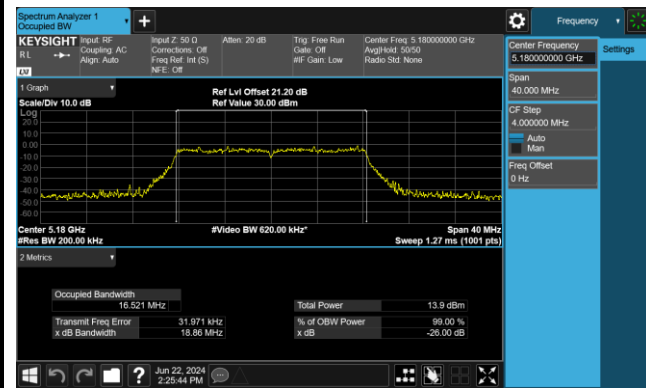 Spectrum Analyzer 1
Occupied BW
Frequency
KEYSIGHT
R L
LXI
Input: RF
Coupling: AC
Align: Auto
Input Z: 50 Ω
Corrections: Off
Freq Ref: Int (S)
NFE: Off
Atten: 20 dB
Trig: Free Run
Gate: Off
#IF Gain: Low
Center Freq: 5.180000000 GHz
Avg|Hold: 50/50
Radio Std: None
Center Frequency
5.180000000 GHz
Settings
Span
40.000 MHz
CF Step
4.000000 MHz
Auto
Man
Freq Offset
0 Hz
1 Graph
Scale/Div 10.0 dB
Ref Lvl Offset 21.20 dB
Ref Value 30.00 dBm
Log
20.0
10.0
0.00
-10.0
-20.0
-30.0
-40.0
-50.0
-60.0
Center 5.18 GHz
#Res BW 200.00 kHz
#Video BW 620.00 kHz*
Span 40 MHz
Sweep 1.27 ms (1001 pts)
2 Metrics
Occupied Bandwidth
16.521 MHz
Total Power 13.9 dBm
Transmit Freq Error 31.971 kHz
% of OBW Power 99.00 %
x dB Bandwidth 18.86 MHz
x dB -26.00 dB
?
Jun 22, 2024
2:25:44 PM